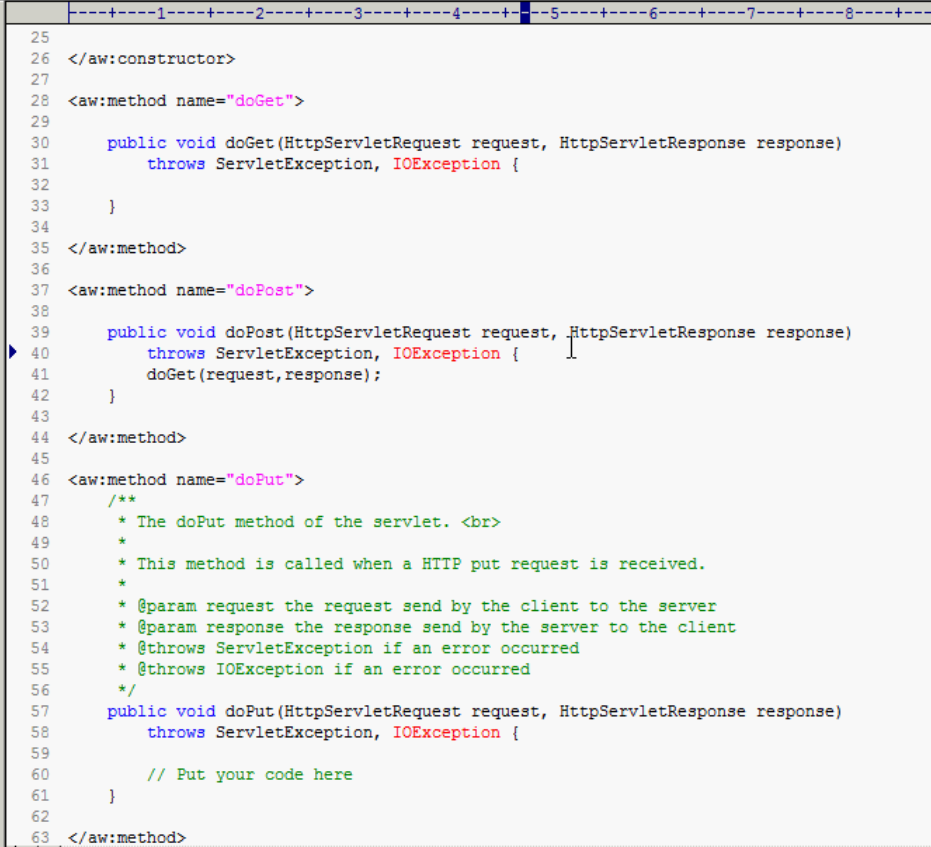 ----+----1----+----2----+----3----+----4----+----5----+----6----+----7----+----8----+---
25
26 </aw:constructor>
27
28 <aw:method name="doGet">
29
30     public void doGet(HttpServletRequest request, HttpServletResponse response)
31         throws ServletException, IOException {
32
33     }
34
35 </aw:method>
36
37 <aw:method name="doPost">
38
39     public void doPost(HttpServletRequest request, HttpServletResponse response)
40         throws ServletException, IOException {
41         doGet(request,response);
42     }
43
44 </aw:method>
45
46 <aw:method name="doPut">
47     /**
48      * The doPut method of the servlet. <br>
49      *
50      * This method is called when a HTTP put request is received.
51      *
52      * @param request the request send by the client to the server
53      * @param response the response send by the server to the client
54      * @throws ServletException if an error occurred
55      * @throws IOException if an error occurred
56      */
57     public void doPut(HttpServletRequest request, HttpServletResponse response)
58         throws ServletException, IOException {
59
60         // Put your code here
61     }
62
63 </aw:method>